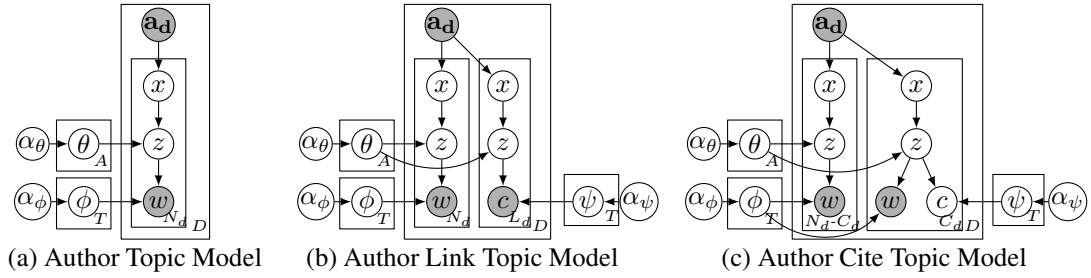 a_d a_d a_d
x x x x x
α_θ θ A z α_θ θ A z z α_θ θ A z z
α_ϕ ϕ T w N_d D α_ϕ ϕ T w N_d c L_d D ψ T α_ψ α_ϕ ϕ T w N_d-C_d w c C_d D ψ T α_ψ
(a) Author Topic Model (b) Author Link Topic Model (c) Author Cite Topic Model